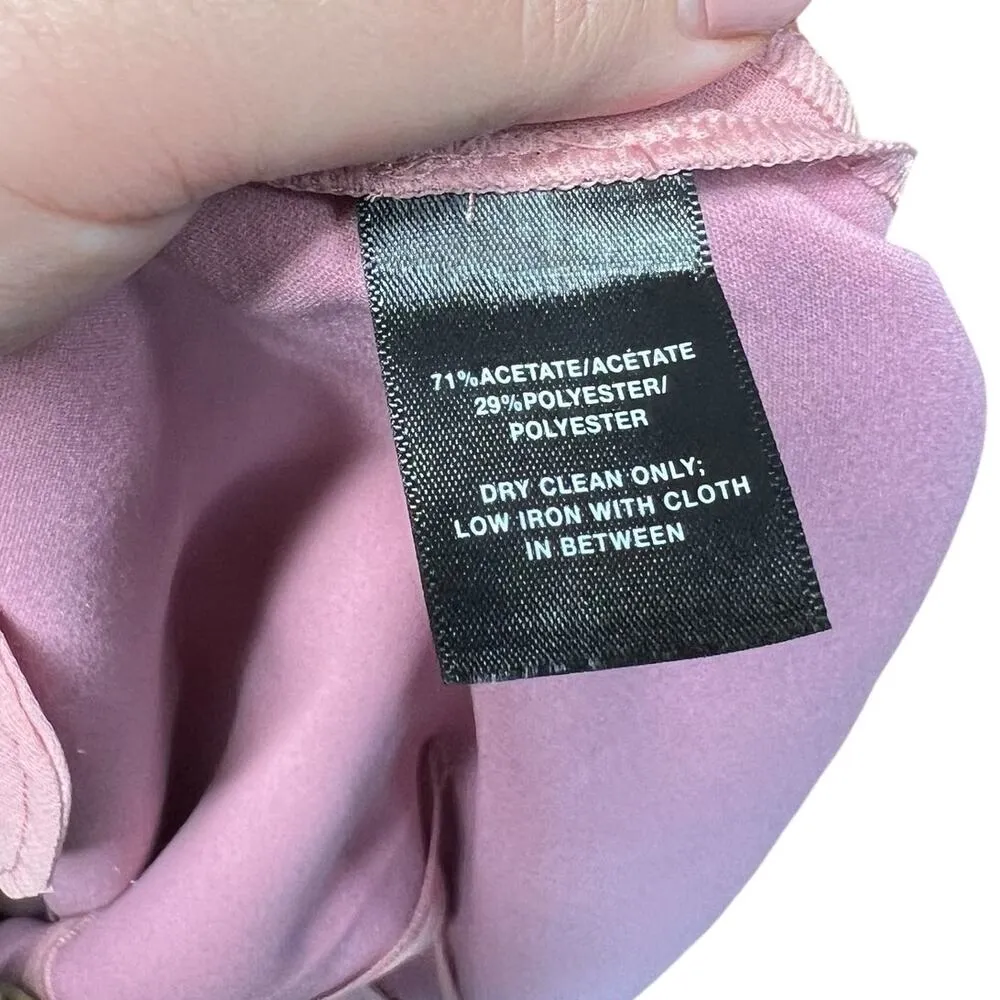 71%ACETATE/ACÉTATE
29%POLYESTER/
POLYESTER
DRY CLEAN ONLY;
LOW IRON WITH CLOTH
IN BETWEEN